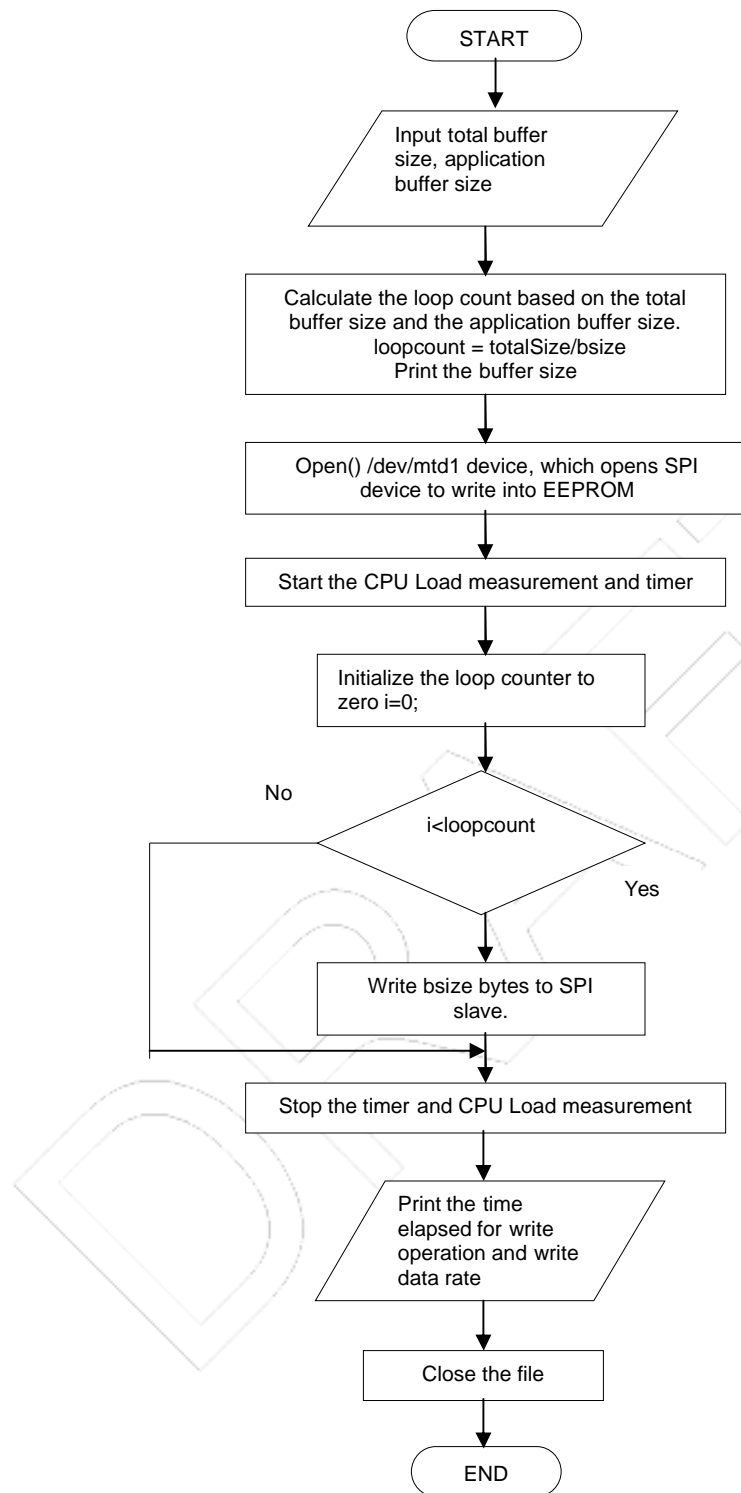 START
Input total buffer
size, application
buffer size
Calculate the loop count based on the total
buffer size and the application buffer size.
loopcount = totalSize/bsize
Print the buffer size
Open() /dev/mtd1 device, which opens SPI
device to write into EEPROM
Start the CPU Load measurement and timer
Initialize the loop counter to
zero i=0;
No
i<loopcount
Yes
Write bsize bytes to SPI
slave.
Stop the timer and CPU Load measurement
Print the time
elapsed for write
operation and write
data rate
Close the file
END